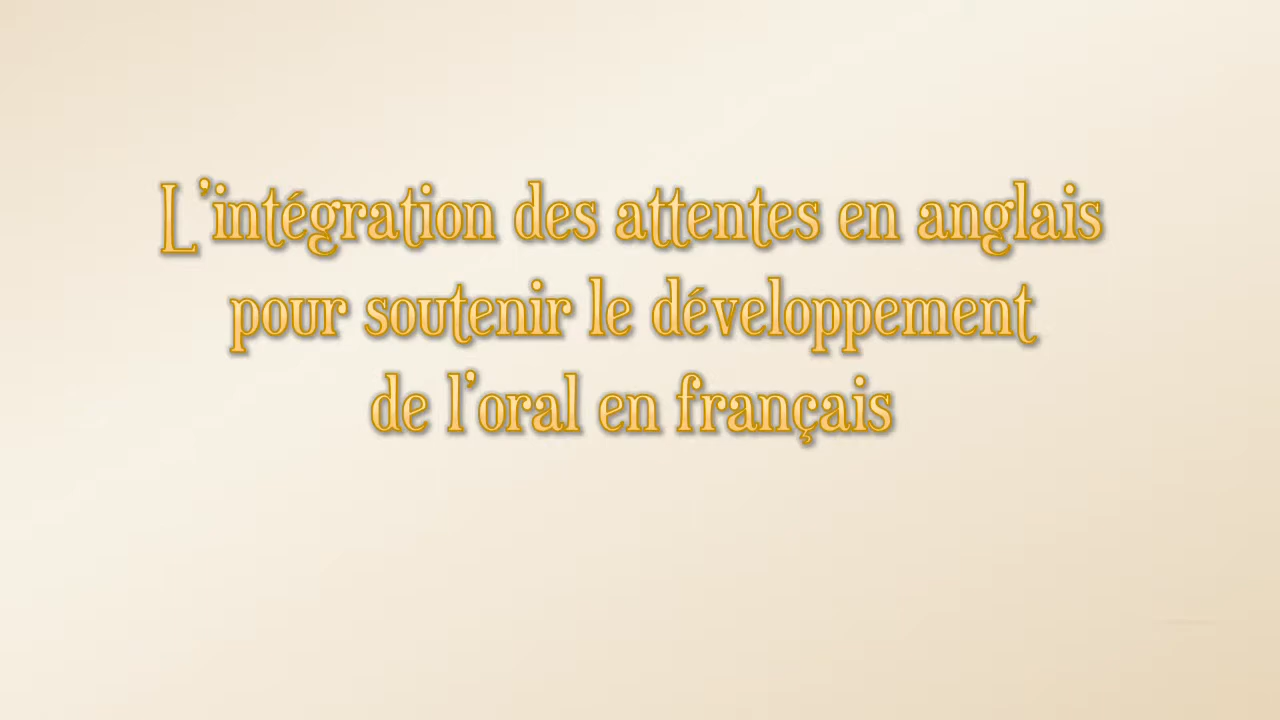 L'intégration des attentes en anglais
pour soutenir le développement
de l'oral en français